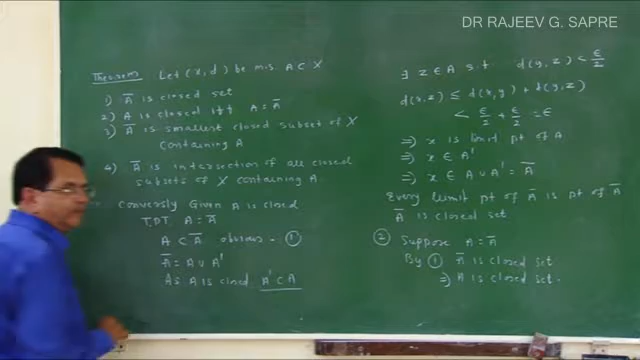 DR RAJEEV G. SAPRE
Theorem: Let (X, d) be m.s. A ⊂ X
1) A̅ is closed set
2) A is closed iff A = A̅
3) A̅ is smallest closed subset of X
containing A
4) A̅ is intersection of all closed
subsets of X containing A.
Conversly Given A is closed
T.P.T. A = A̅
A ⊂ A̅ obvious - ①
A̅ = A ∪ A'
As A is closed A' ⊂ A
∃ z ∈ A s.t. d(y, z) < ε/2
d(x, z) ≤ d(x, y) + d(y, z)
< ε/2 + ε/2 = ε
⇒ x is limit pt of A
⇒ x ∈ A'
⇒ x ∈ A ∪ A' = A̅
Every limit pt of A̅ is pt of A̅
A̅ is closed set.
② Suppose A = A̅
By ① A̅ is closed set
⇒ A is closed set.